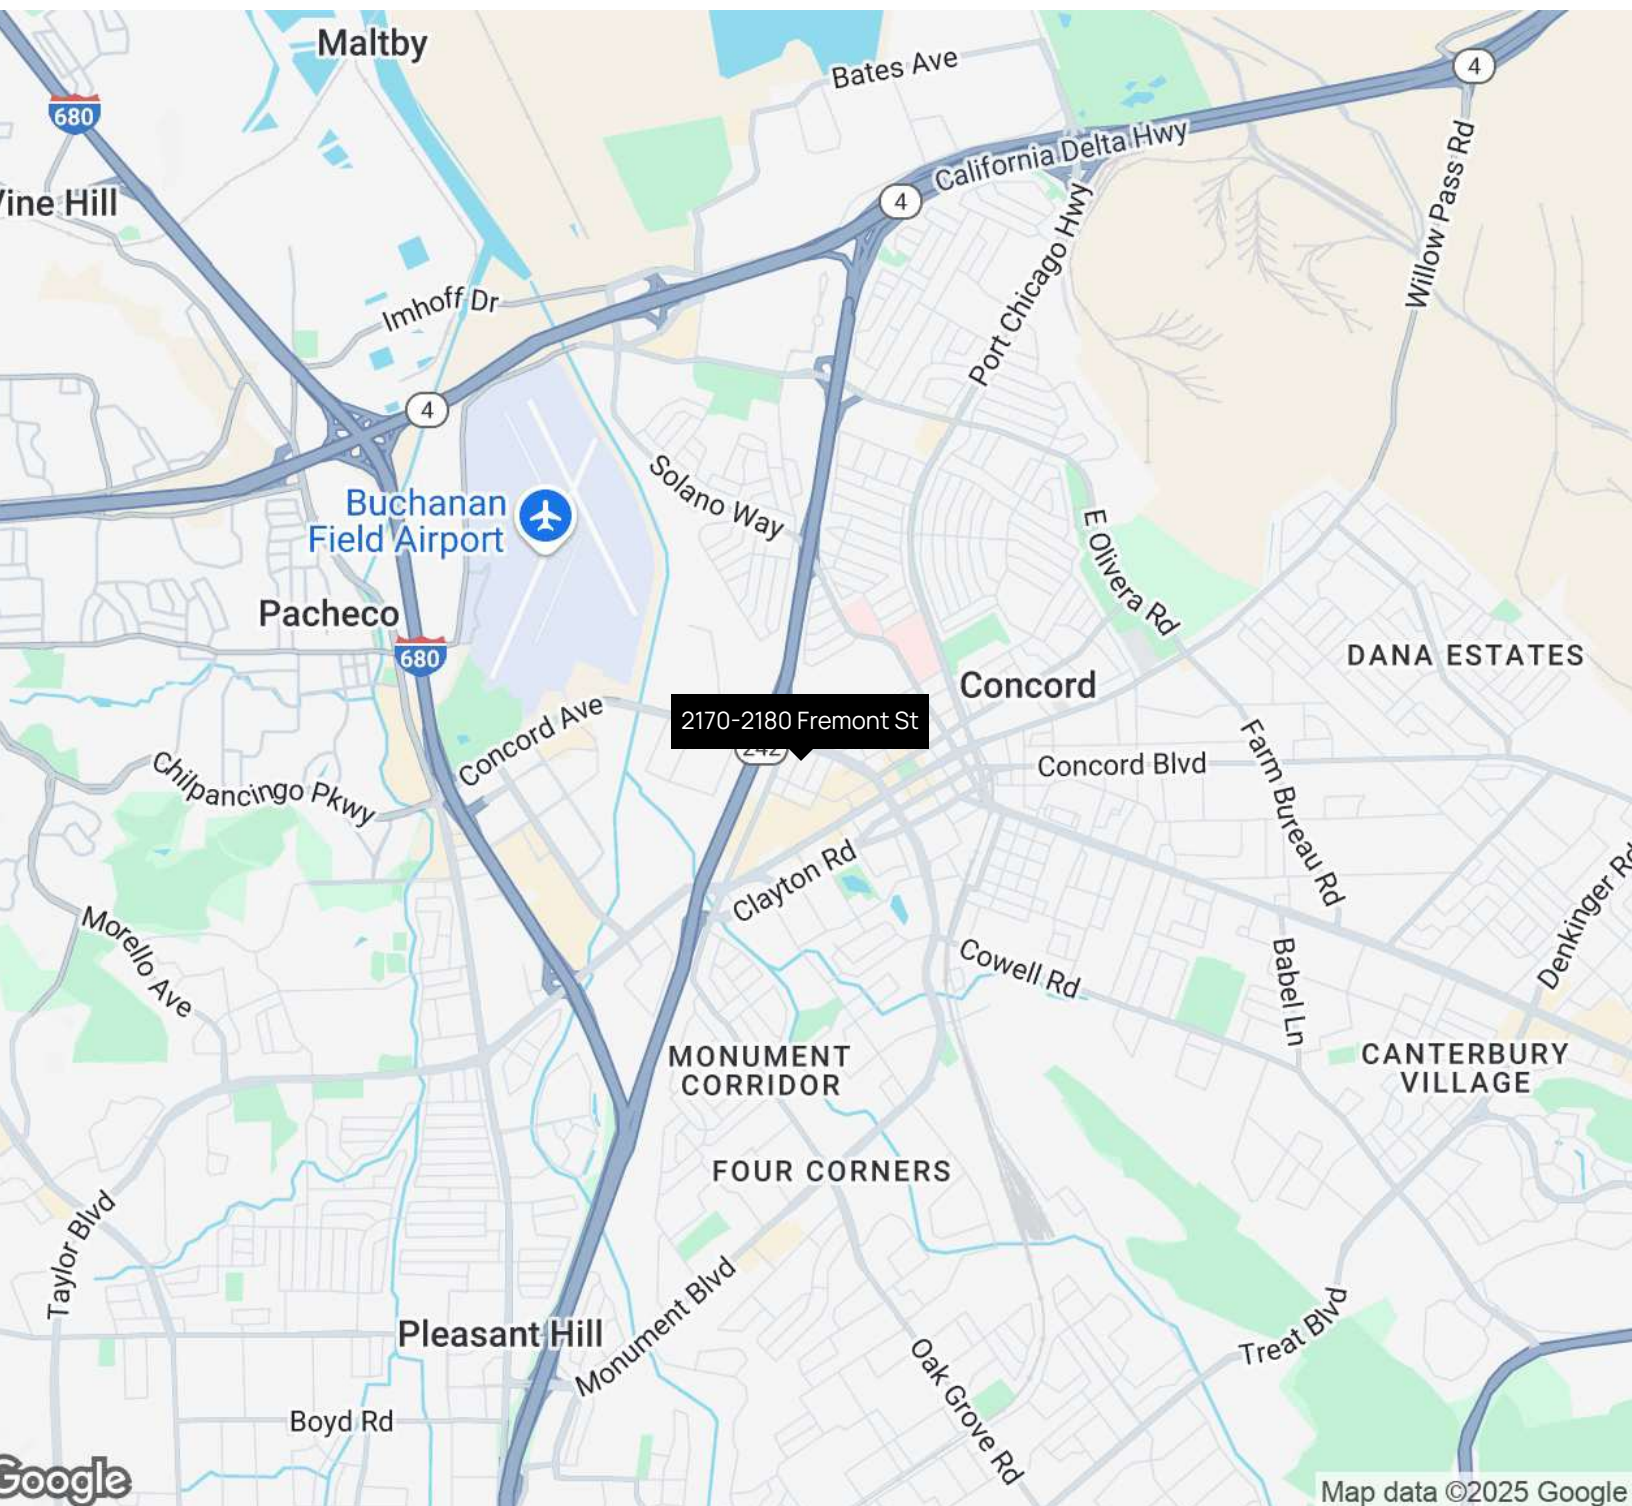 Maltby
Bates Ave
4
680
California Delta Hwy
Willow Pass Rd
Vine Hill
4
Port Chicago Hwy
Imhoff Dr
4
Solano Way
Buchanan
Field Airport
E Olivera Rd
Pacheco
680
DANA ESTATES
Concord
2170-2180 Fremont St
242
Concord Ave
Concord Blvd
Farm Bureau Rd
Chilpancingo Pkwy
Clayton Rd
Denkinger Rd
Morello Ave
Cowell Rd
Babel Ln
MONUMENT
CORRIDOR
CANTERBURY
VILLAGE
FOUR CORNERS
Taylor Blvd
Monument Blvd
Pleasant Hill
Treat Blvd
Oak Grove Rd
Boyd Rd
Google
Map data ©2025 Google